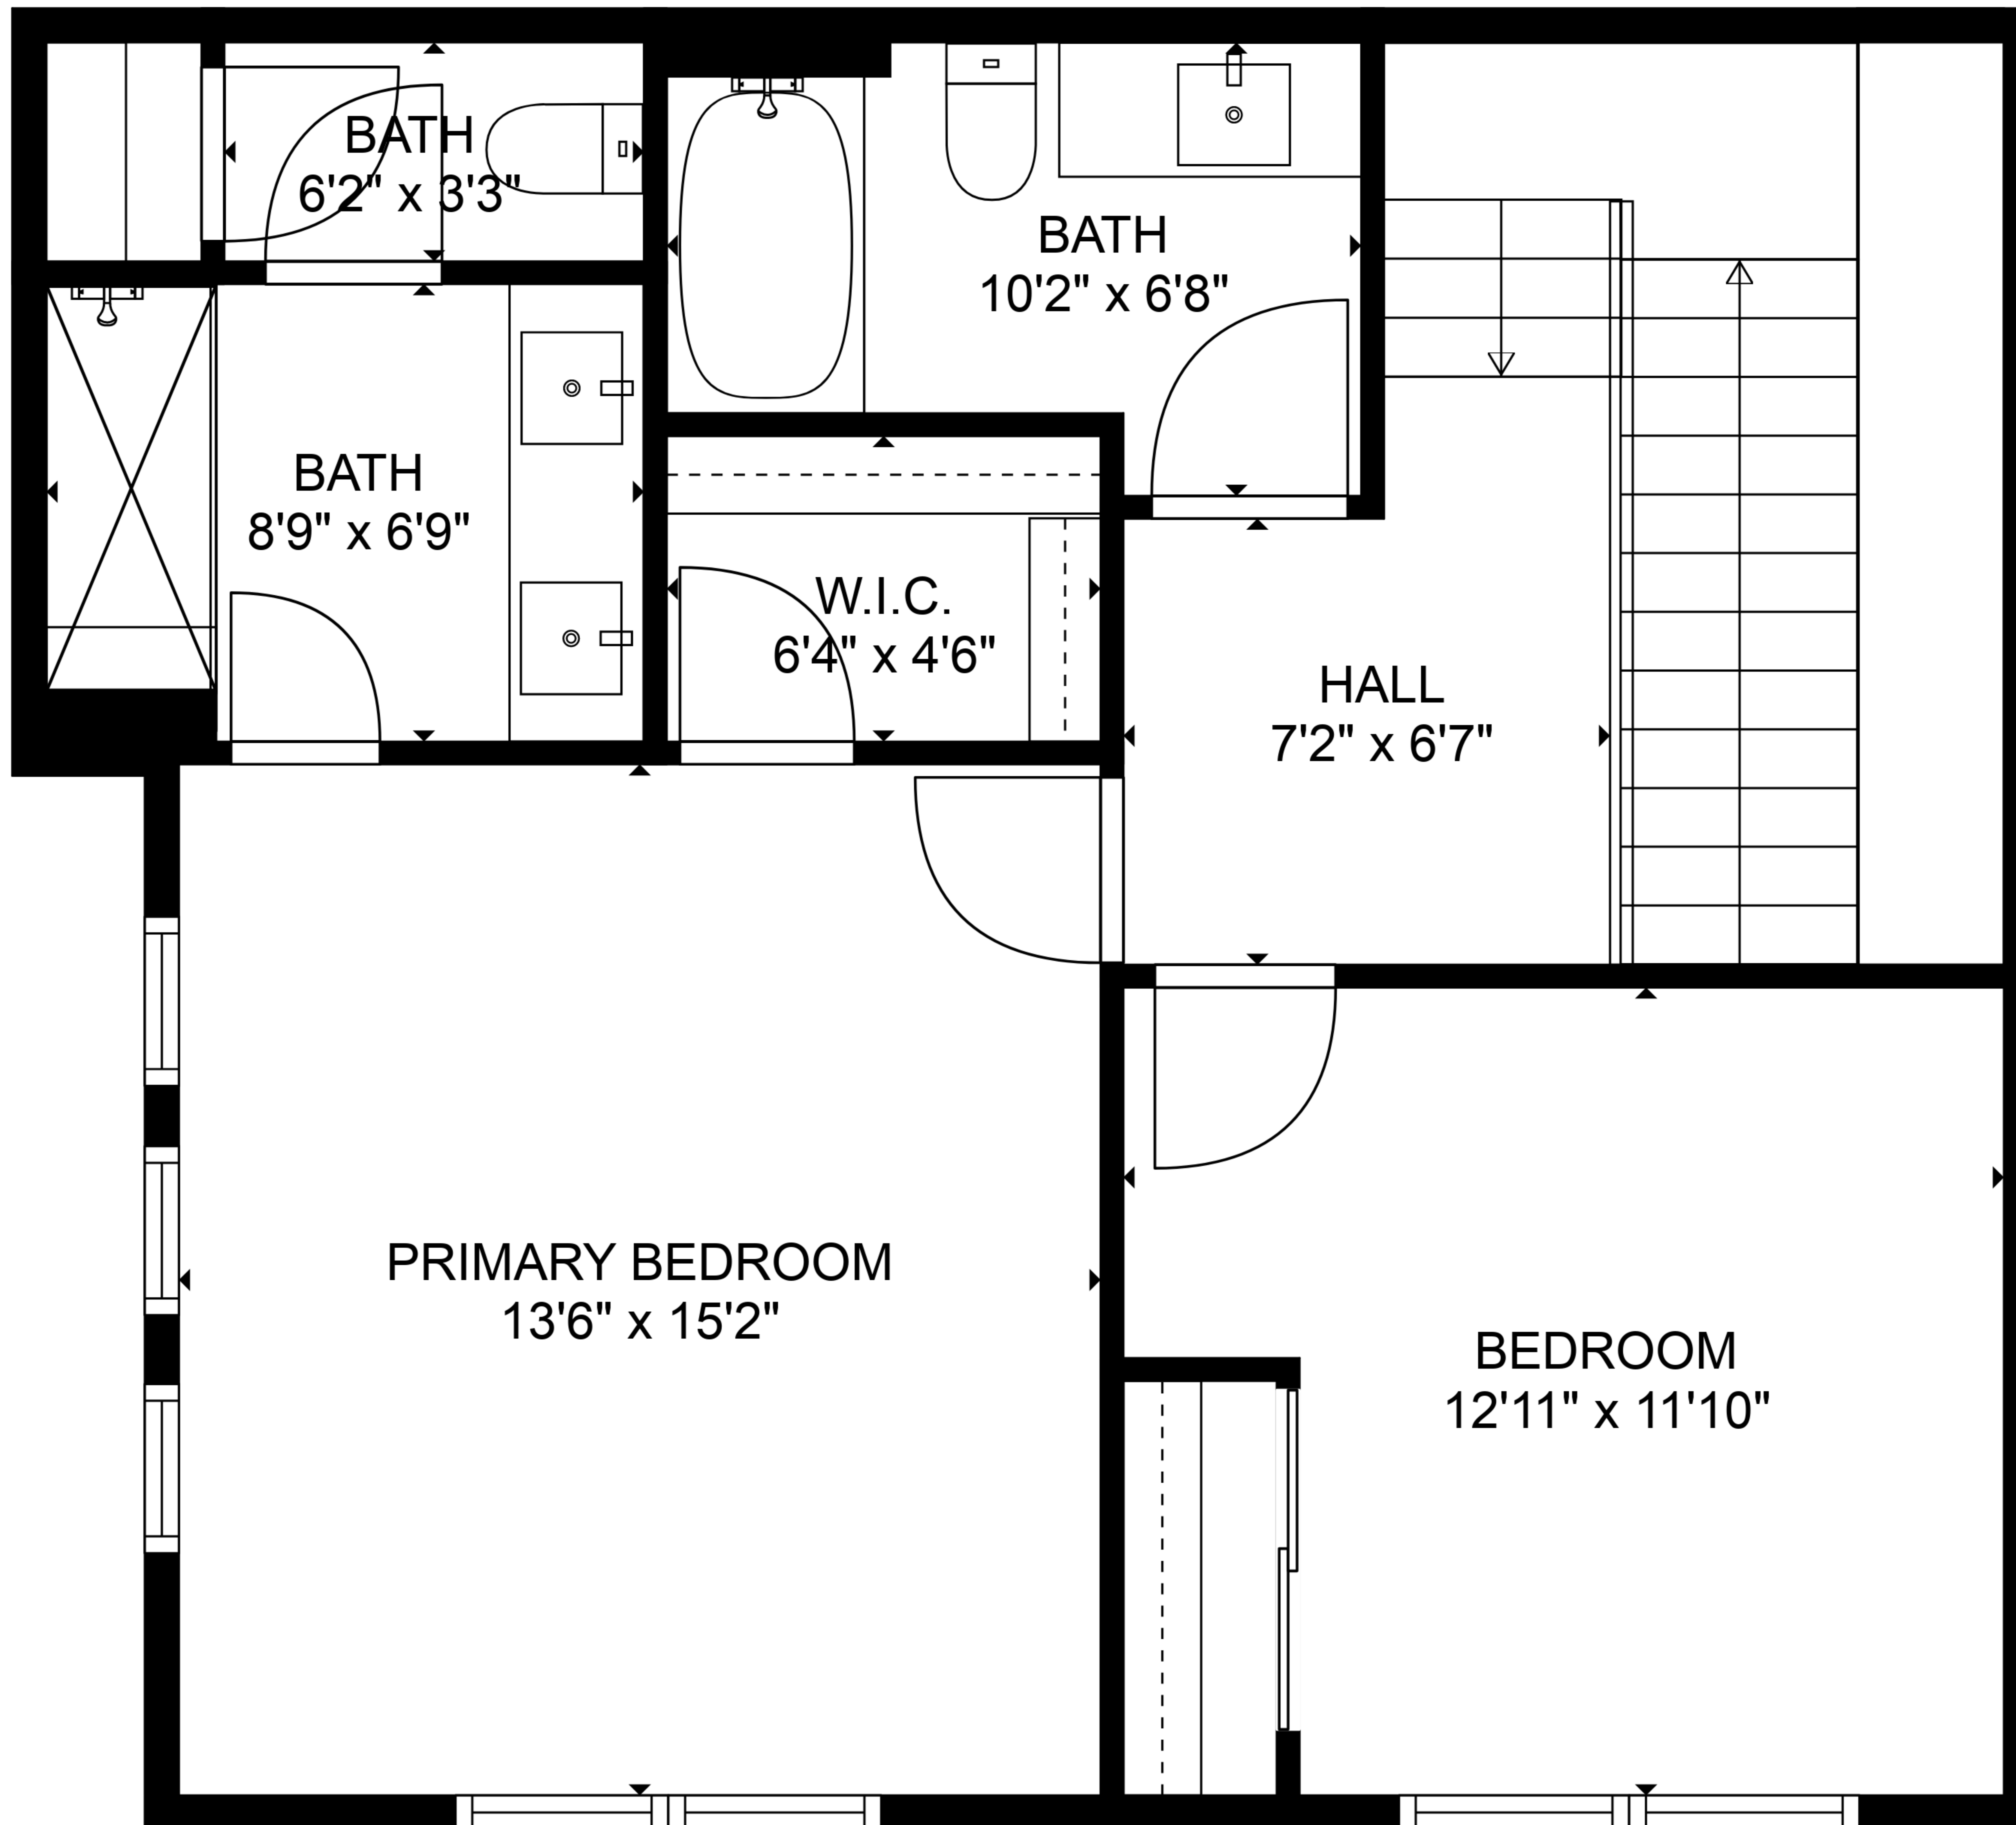 BATH
6'2" x 3'3"
BATH
10'2" x 6'8"
BATH
8'9" x 6'9"
W.I.C.
6'4" x 4'6"
HALL
7'2" x 6'7"
PRIMARY BEDROOM
13'6" x 15'2"
BEDROOM
12'11" x 11'10"